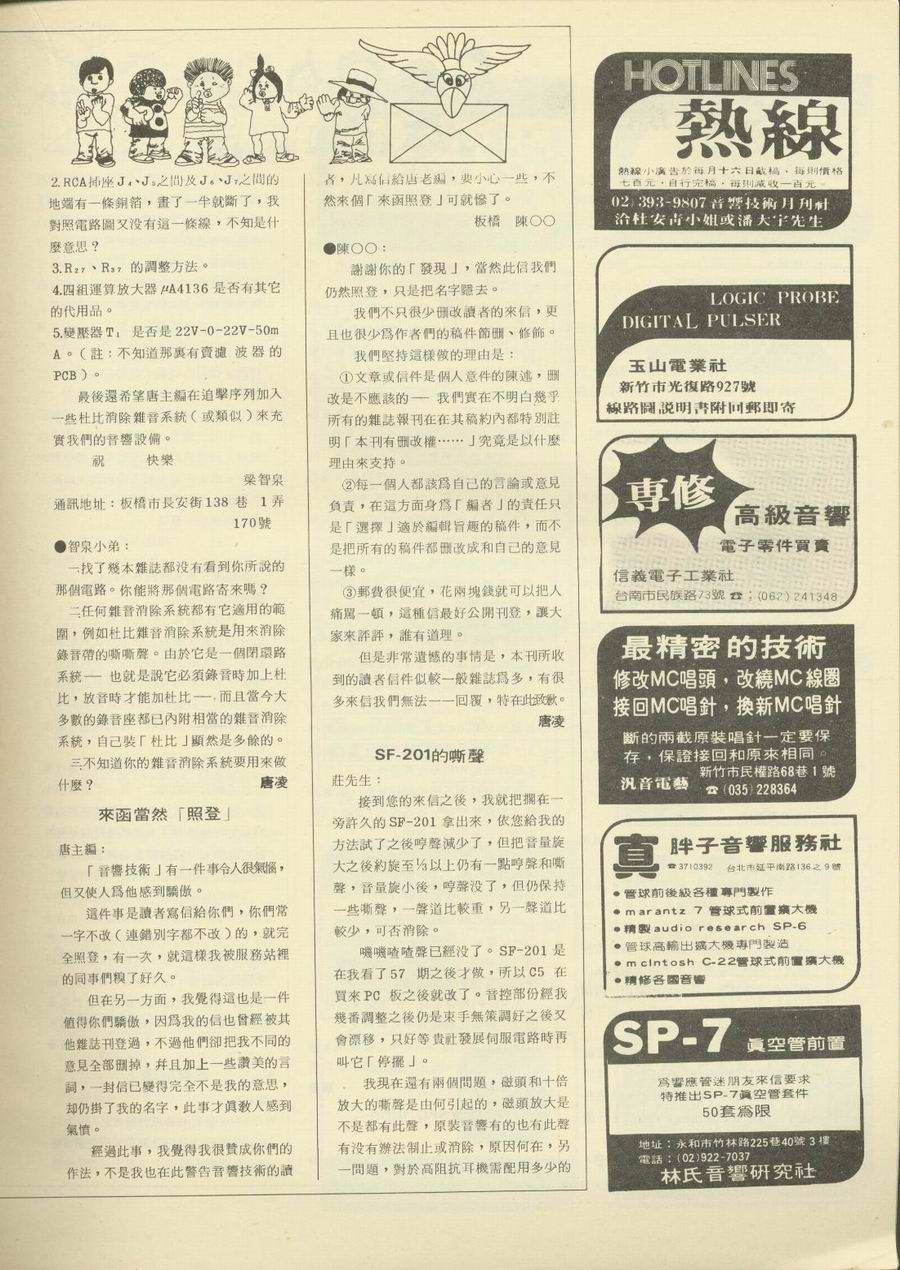 2.RCA揷座J₄、J₅之間及J₆、J₇之間的
地端有一條銅箔，畫了一半就斷了，我
對照電路圖又沒有這一條線，不知是什
麼意思？
3.R₂₇、R₃₇ 的調整方法。
4.四組運算放大器μA4136 是否有其它
的代用品。
5.變壓器T₁ 是否是22V-0-22V-50m
A。（註：不知道那裏有賣濾波器的
PCB）。
最後還希望唐主編在迫擊序列加入
一些杜比消除雜音系統（或類似）來充
實我們的音響設備。
祝　　快樂
梁智泉
通訊地址：板橋市長安街138 巷 1弄
170號
●智泉小弟：
一找了幾本雜誌都没有看到你所說的
那個電路。你能將那個電路寄來嗎？
二任何雜音消除系統都有它適用的範
圍，例如杜比雜音消除系統是用來消除
錄音帶的嘶嘶聲。由於它是一個閉環路
系統── 也就是說它必須錄音時加上杜
比，放音時才能加杜比──而且當今大
多數的錄音座都已內附相當的雜音消除
系統，自己裝「杜比」顯然是多餘的。
三不知道你的雜音消除系統要用來做
什麼？　　唐凌
來函當然「照登」
唐主編：
「音響技術」有一件事令人很氣惱，
但又使人爲他感到驕傲。
這件事是讀者寫信給你們，你們常
一字不改（連錯別字都不改）的，就完
全照登，有一次，就這樣我被服務站裡
的同事們糗了好久。
但在另一方面，我覺得這也是一件
値得你們驕傲，因爲我的信也曾經被其
他雜誌刊登過，不過他們卻把我不同的
意見全部删掉，幷且加上一些讚美的言
詞，一封信已變得完全不是我的意思，
却仍掛了我的名字，此事才眞敎人感到
氣憤。
經過此事，我覺得我很贊成你們的
作法，不是我也在此警告音響技術的讀
者，凡寫信給唐老編，要小心一些，不
然來個「來函照登」可就慘了。
板橋　陳○○
●陳○○：
謝謝你的「發現」，當然此信我們
仍然照登，只是把名字隱去。
我們不只很少删改讀者的來信，更
且也很少爲作者們的稿件節删、修飾。
我們堅持這樣做的理由是：
①文章或信件是個人意件的陳述，删
改是不應該的── 我們實在不明白幾乎
所有的雜誌報刊在在其稿約內都特別註
明「本刊有删改權……」究竟是以什麼
理由來支持。
②每一個人都該爲自己的言論或意見
負責，在這方面身爲「編者」的責任只
是「選擇」適於編輯旨趣的稿件，而不
是把所有的稿件都删改成和自己的意見
一樣。
③郵費很便宜，花兩塊錢就可以把人
痛罵一頓，這種信最好公開刊登，讓大
家來評評，誰有道理。
但是非常遺憾的事情是，本刊所收
到的讀者信件似較一般雜誌爲多，有很
多來信我們無法一一回覆，特在此致歉。
唐凌
SF-201的嘶聲
莊先生：
接到您的來信之後，我就把擱在一
旁許久的SF-201 拿出來，依您給我的
方法試了之後哼聲減少了，但把音量旋
大之後約旋至⅓以上仍有一點哼聲和嘶
聲，音量旋小後，哼聲没了，但仍保持
一些嘶聲，一聲道比較重，另一聲道比
較少，可否消除。
嘰嘰喳喳聲已經沒了。SF-201 是
在我看了57 期之後才做，所以C5 在
買來PC 板之後就改了。音控部份經我
幾番調整之後仍是束手無策調好之後又
會漂移，只好等貴社發展伺服電路時再
叫它「停擺」。
我現在還有兩個問題，磁頭和十倍
放大的嘶聲是由何引起的，磁頭放大是
不是都有此聲，原裝音響有的也有此聲
有没有辦法制止或消除，原因何在，另
一問題，對於高阻抗耳機需配用多少的
HOTLINES
熱線
熱線小廣告於每月十六日截稿，每則價格
七百元，自行完稿，每則減收一百元。
02)393-9807音響技術月刊社
洽杜安靑小姐或潘大宇先生
LOGIC PROBE
DIGITAL PULSER
玉山電業社
新竹市光復路927號
線路圖說明書附回郵即寄
專修
高級音響
電子零件買賣
信義電子工業社
台南市民族路73號 ☎：(062)241348
最精密的技術
修改MC唱頭，改繞MC線圈
接回MC唱針，換新MC唱針
斷的兩截原裝唱針一定要保
存，保證接回和原來相同。
新竹市民權路68巷1號
汎音電藝　☎(035)228364
真 胖子音響服務社
☎3710392　台北市延平南路136之9號
●管球前後級各種專門製作
●marantz 7 管球式前置擴大機
●精製audio research SP-6
●管球高輸出擴大機專門製造
●mcIntosh C-22管球式前置擴大機
●精修各國音響
SP-7 眞空管前置
爲響應管迷朋友來信要求
特推出SP-7眞空管套件
50套爲限
地址：永和市竹林路225巷40號3樓
電話：(02)922-7037
林氏音響硏究社